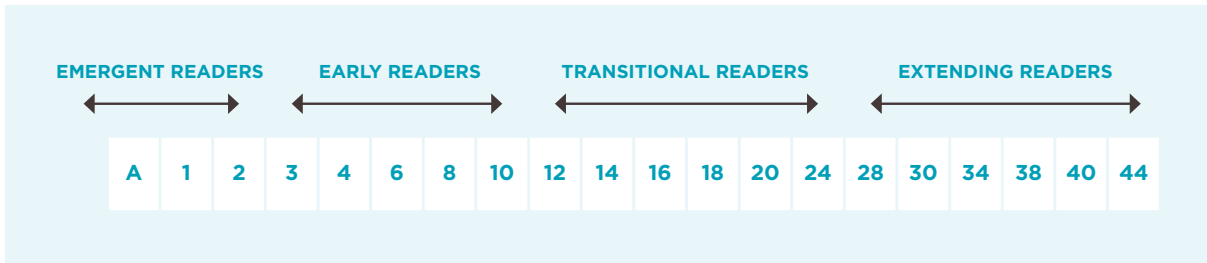 EMERGENT READERS EARLY READERS TRANSITIONAL READERS EXTENDING READERS
A 1 2 3 4 6 8 10 12 14 16 18 20 24 28 30 34 38 40 44